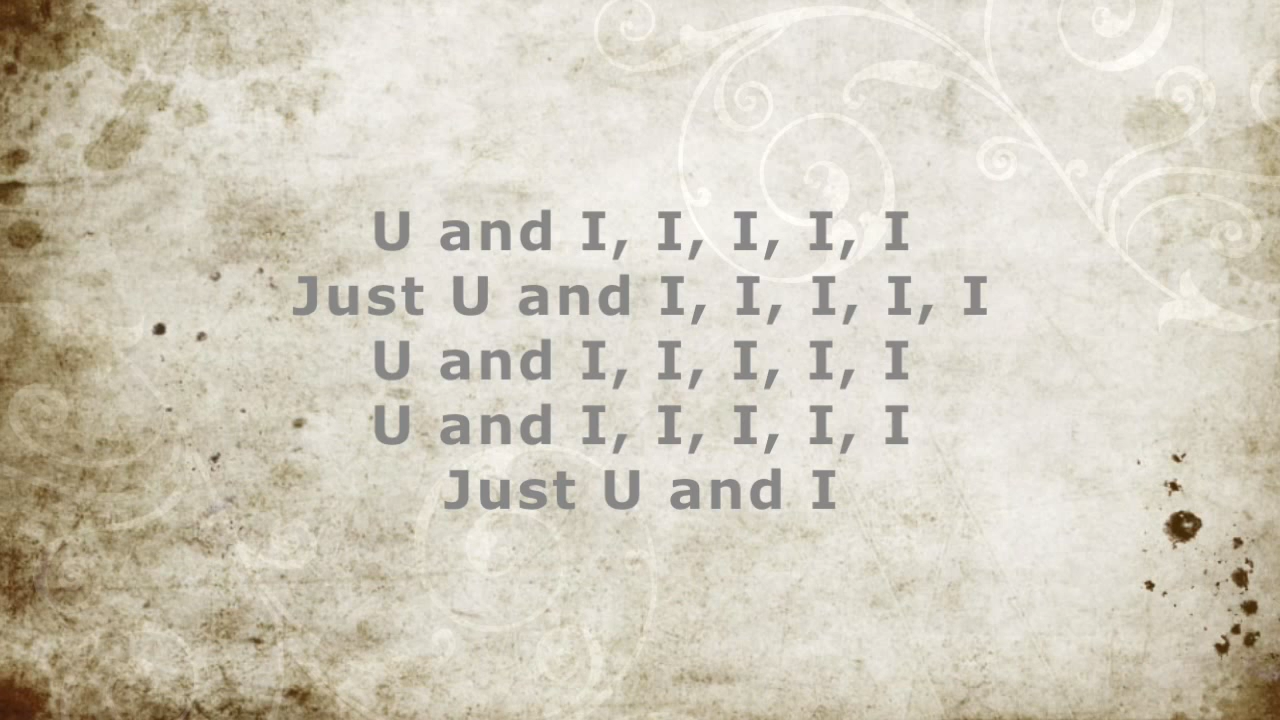 U and I, I, I, I, I
Just U and I, I, I, I, I
U and I, I, I, I, I
U and I, I, I, I, I
Just U and I